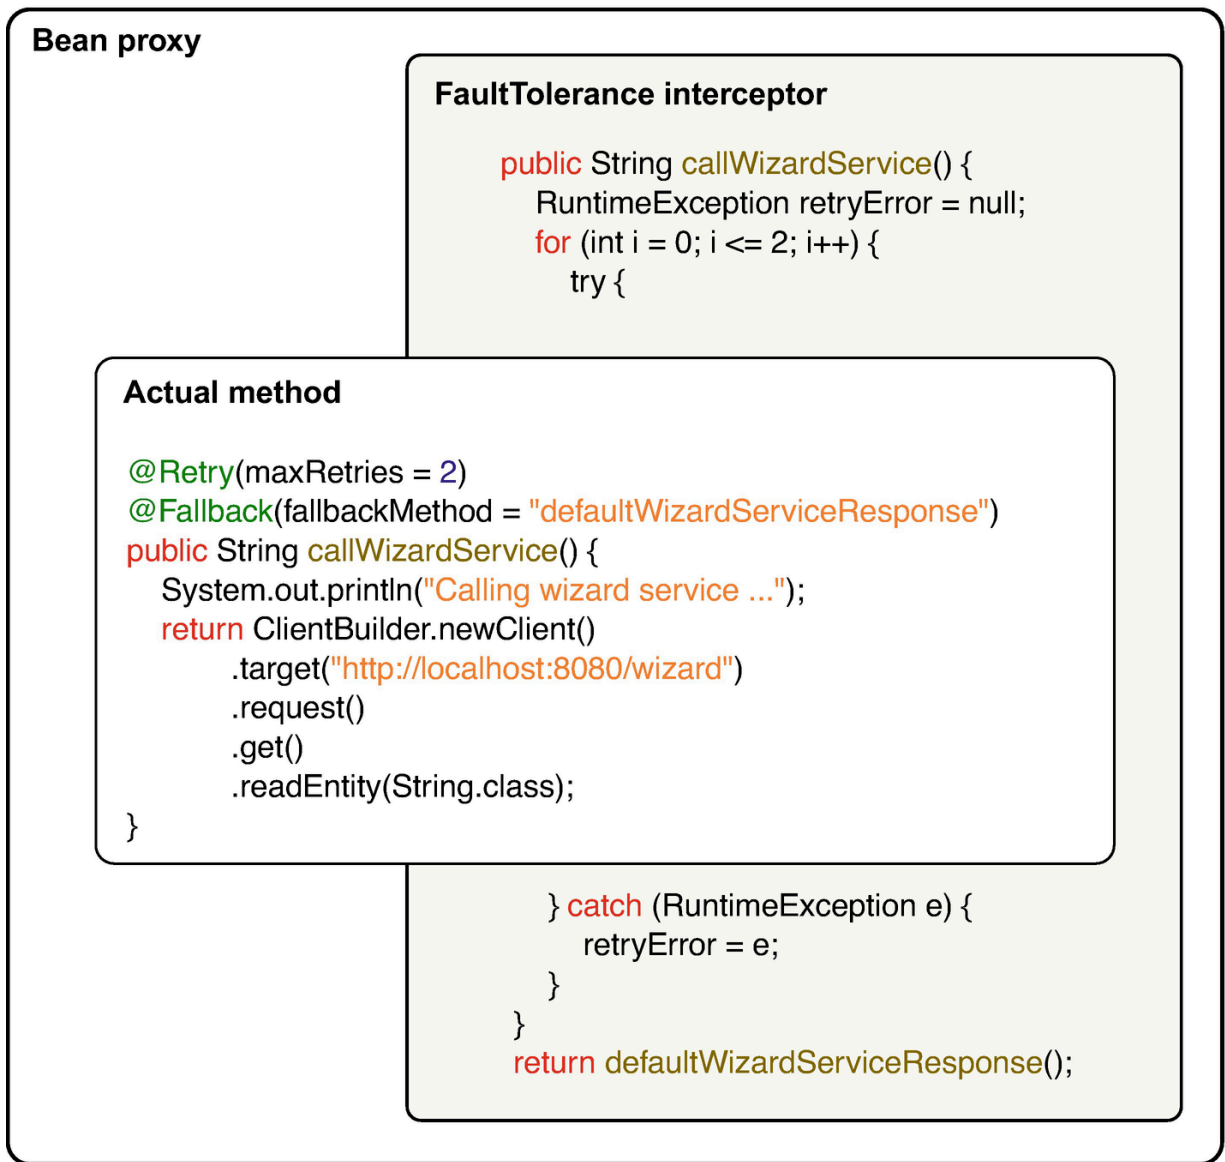 Bean proxy
FaultTolerance interceptor
public String callWizardService() {
RuntimeException retryError = null;
for (int i = 0; i <= 2; i++) {
try {
Actual method
@Retry(maxRetries = 2)
@Fallback(fallbackMethod = "defaultWizardServiceResponse")
public String callWizardService() {
System.out.println("Calling wizard service ...");
return ClientBuilder.newClient()
.target("http://localhost:8080/wizard")
.request()
.get()
.readEntity(String.class);
}
} catch (RuntimeException e) {
retryError = e;
}
}
return defaultWizardServiceResponse();